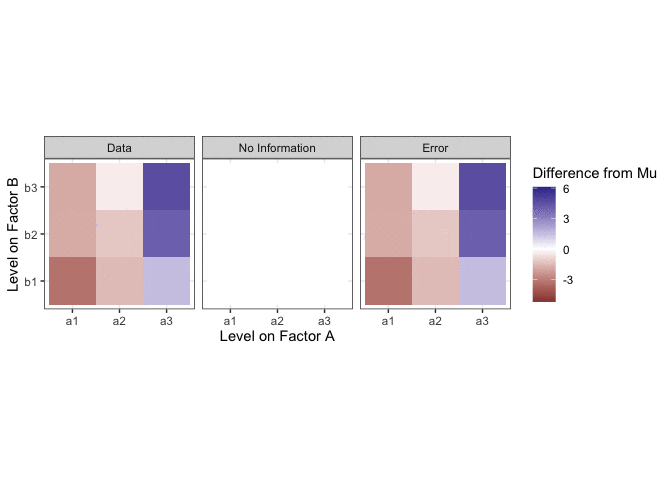 Data
No Information
Error
Difference from Mu
6
3
0
-3
Level on Factor B
b3
b2
b1
a1 a2 a3
a1 a2 a3
a1 a2 a3
Level on Factor A